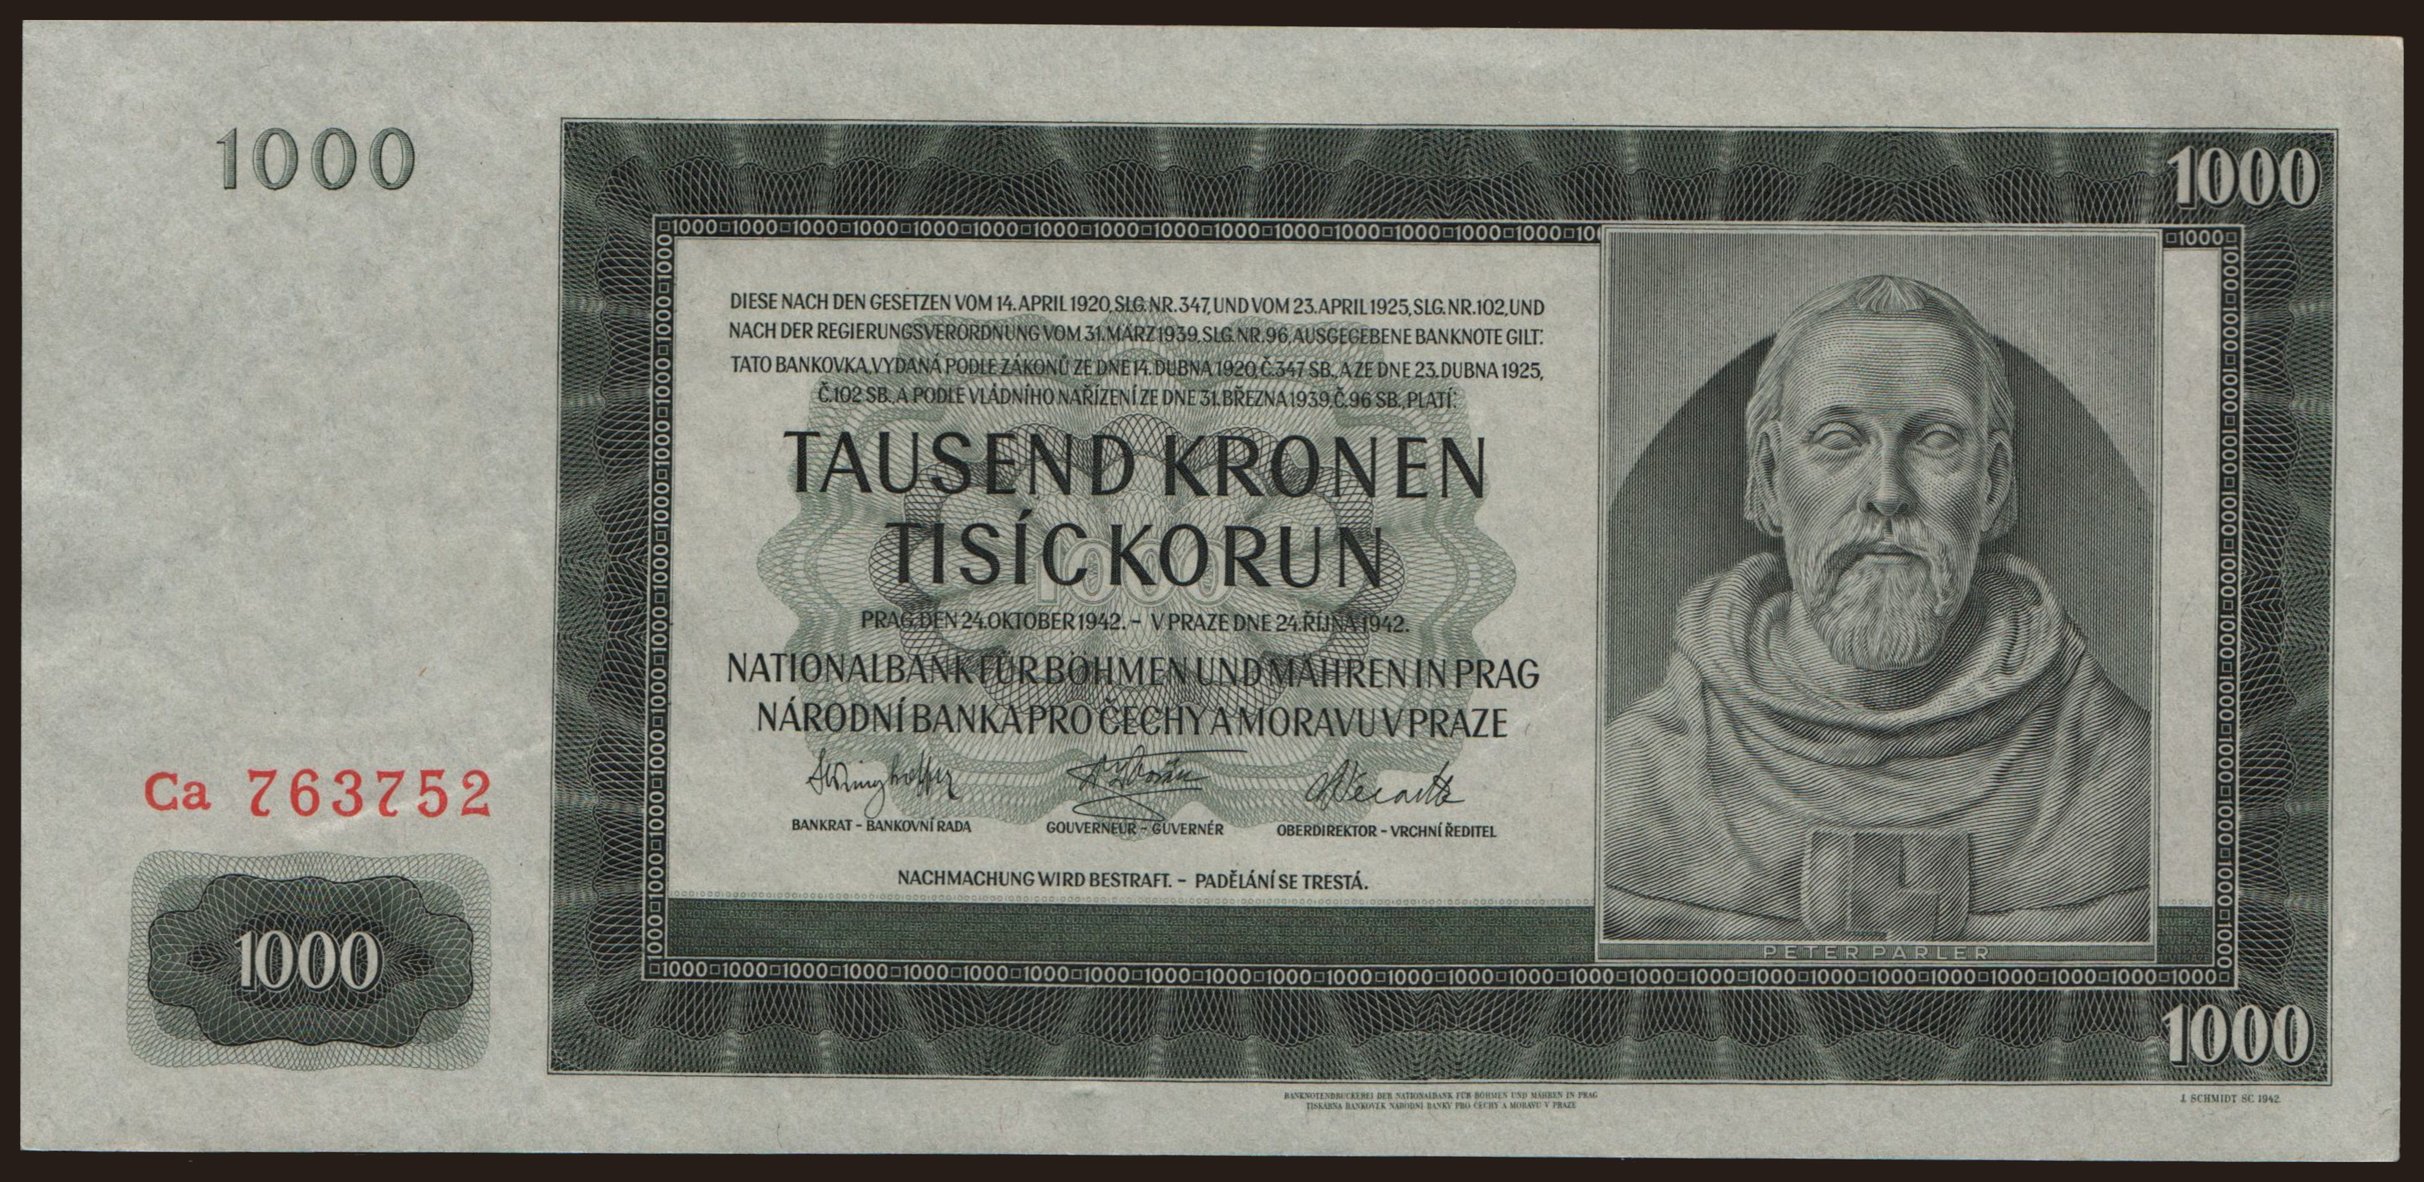 1000
1000
DIESE NACH DEN GESETZEN VOM 14. APRIL 1920, SLG. NR. 347, UND VOM 23. APRIL 1925, SLG. NR. 102, UND
NACH DER REGIERUNGSVERORDNUNG VOM 31. MÄRZ 1939, SLG. NR. 96, AUSGEGEBENE BANKNOTE GILT:
TATO BANKOVKA, VYDANÁ PODLE ZÁKONŮ ZE DNE 14. DUBNA 1920, Č. 347 SB., A ZE DNE 23. DUBNA 1925,
Č. 102 SB., A PODLE VLÁDNÍHO NAŘÍZENÍ ZE DNE 31. BŘEZNA 1939, Č. 96 SB., PLATÍ:
TAUSEND KRONEN
TISÍC KORUN
1000
PRAG, DEN 24. OKTOBER 1942. – V PRAZE DNE 24. ŘÍJNA 1942.
NATIONALBANK FÜR BÖHMEN UND MÄHREN IN PRAG
NÁRODNÍ BANKA PRO ČECHY A MORAVU V PRAZE
BANKRAT – BANKOVNÍ RADA
GOUVERNEUR – GUVERNÉR
OBERDIREKTOR – VRCHNÍ ŘEDITEL
NACHMACHUNG WIRD BESTRAFT. – PADĚLÁNÍ SE TRESTÁ.
Ca 763752
1000
PETER PARLER
1000
BANKNOTENDRUCKEREI DER NATIONALBANK FÜR BÖHMEN UND MÄHREN IN PRAG
TISKÁRNA BANKOVEK NÁRODNÍ BANKY PRO ČECHY A MORAVU V PRAZE
J. SCHMIDT SC. 1942.